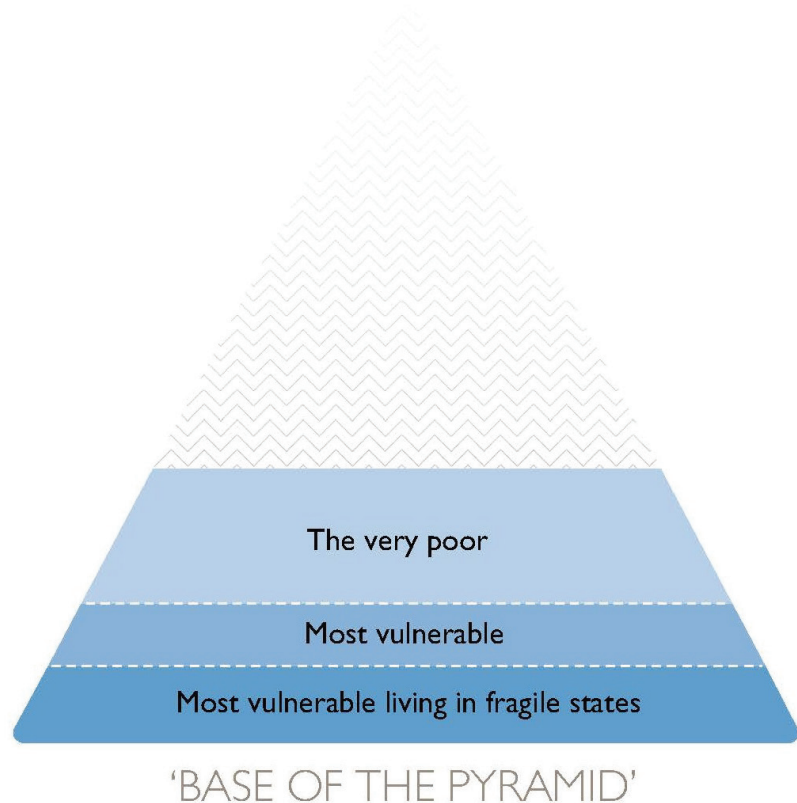 The very poor
Most vulnerable
Most vulnerable living in fragile states
‘BASE OF THE PYRAMID’